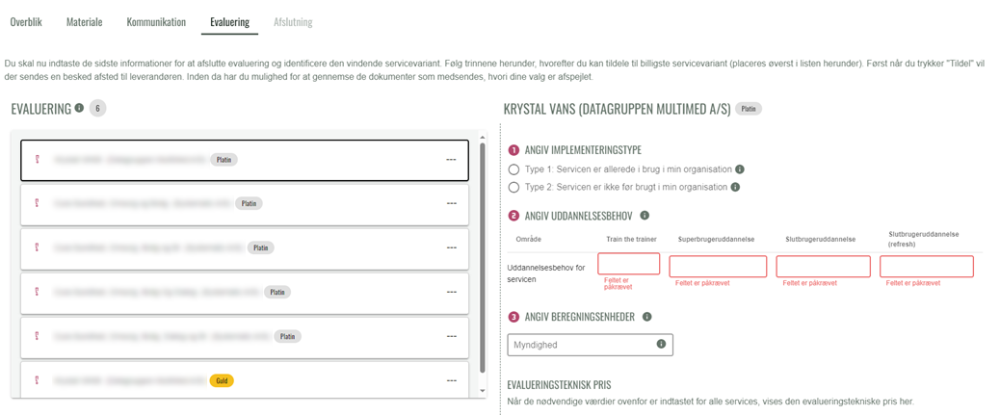 Overblik Materiale Kommunikation Evaluering Afslutning
Du skal nu indtaste de sidste informationer for at afslutte evaluering og identificere den vindende servicevariant. Følg trinnene herunder, hvorefter du kan tildele til billigste servicevariant (placeres øverst i listen herunder). Først når du trykker "Tildel" vil
der sendes en besked afsted til leverandøren. Inden da har du mulighed for at gennemse de dokumenter som medsendes, hvori dine valg er afspejlet.
EVALUERING 6
Platin ---
Platin ---
Platin ---
Platin ---
Platin ---
Guld ---
KRYSTAL VANS (DATAGRUPPEN MULTIMED A/S) Platin
1 ANGIV IMPLEMENTERINGSTYPE
Type 1: Servicen er allerede i brug i min organisation
Type 2: Servicen er ikke før brugt i min organisation
2 ANGIV UDDANNELSESBEHOV
Område Train the trainer Superbrugeruddannelse Slutbrugeruddannelse Slutbrugeruddannelse
(refresh)
Uddannelsesbehov for
servicen
Feltet er
påkrævet
Feltet er påkrævet
Feltet er påkrævet
Feltet er påkrævet
3 ANGIV BEREGNINGSENHEDER
Myndighed
EVALUERINGSTEKNISK PRIS
Når de nødvendige værdier ovenfor er indtastet for alle services, vises den evalueringstekniske pris her.